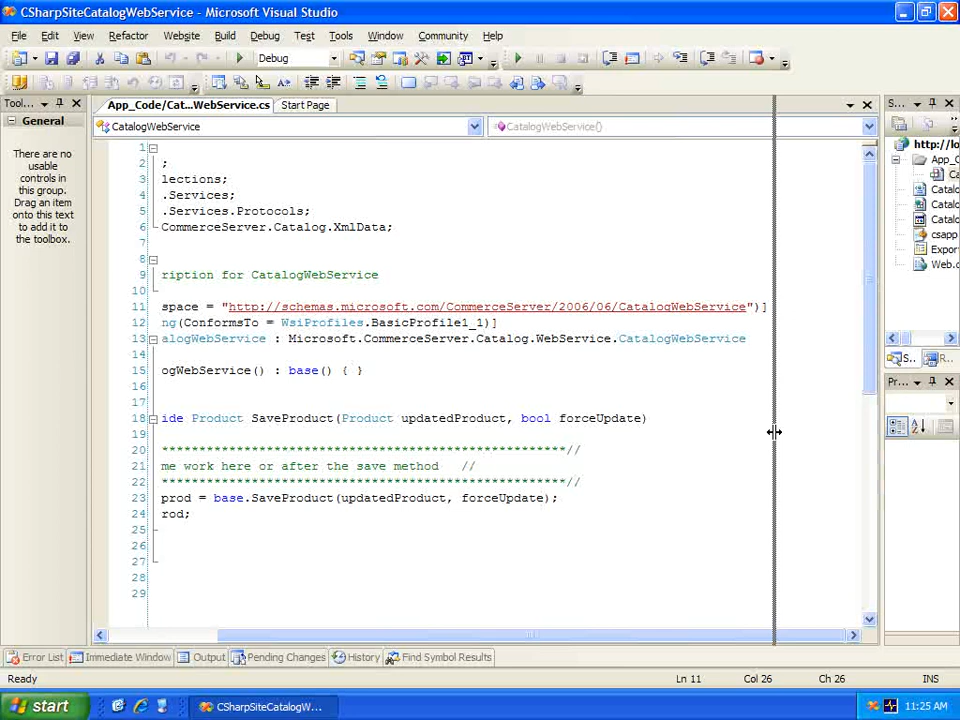 CSharpSiteCatalogWebService - Microsoft Visual Studio
File Edit View Refactor Website Build Debug Test Tools Window Community Help
Debug
Tool...
App_Code/Cat...WebService.cs Start Page
S...
General
CatalogWebService CatalogWebService()
There are no
usable
controls in
this group.
Drag an item
onto this text
to add it to
the toolbox.
1
2 ;
3 lections;
4 .Services;
5 .Services.Protocols;
6 CommerceServer.Catalog.XmlData;
7
8
9 ription for CatalogWebService
10
11 space = "http://schemas.microsoft.com/CommerceServer/2006/06/CatalogWebService")]
12 ng(ConformsTo = WsiProfiles.BasicProfile1_1)]
13 alogWebService : Microsoft.CommerceServer.Catalog.WebService.CatalogWebService
14
15 ogWebService() : base() { }
16
17
18 ide Product SaveProduct(Product updatedProduct, bool forceUpdate)
19
20 *******************************************************//
21 me work here or after the save method //
22 *******************************************************//
23 prod = base.SaveProduct(updatedProduct, forceUpdate);
24 rod;
25
26
27
28
29
http://lo
App_C
Ca
Catalo
Catalo
Catalo
csapp
Expor
Web.c
S... R...
Pr...
Error List Immediate Window Output Pending Changes History Find Symbol Results
Ready Ln 11 Col 26 Ch 26 INS
start CSharpSiteCatalogW... 11:25 AM